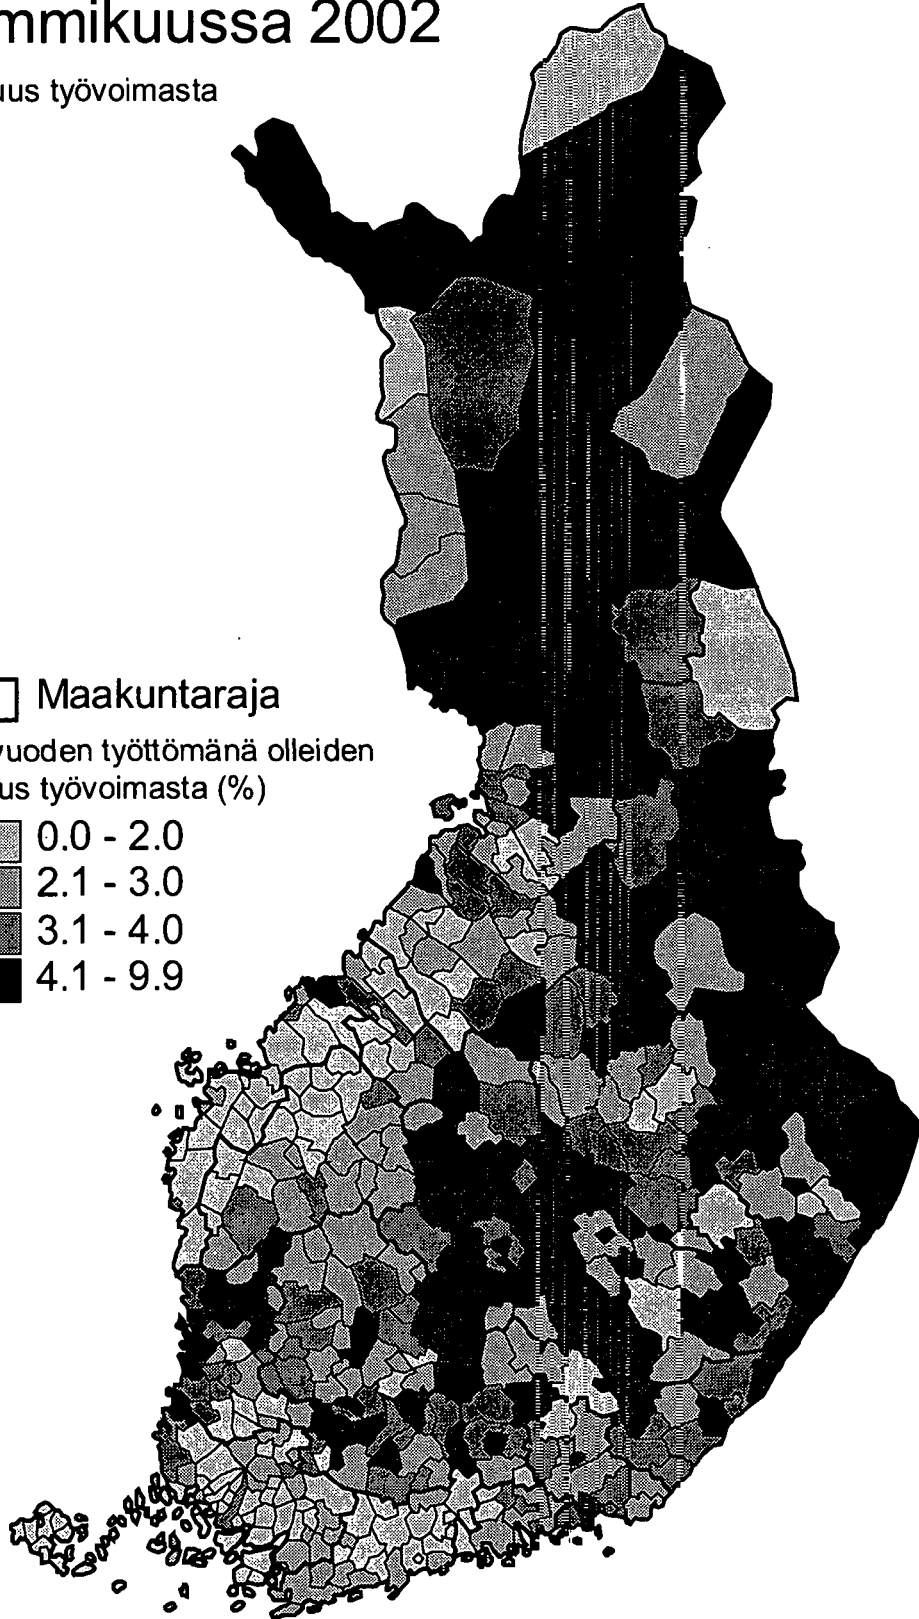 mmikuussa 2002
uus työvoimasta
Maakuntaraja
vuoden työttömänä olleiden
us työvoimasta (%)
0.0 - 2.0
2.1 - 3.0
3.1 - 4.0
4.1 - 9.9